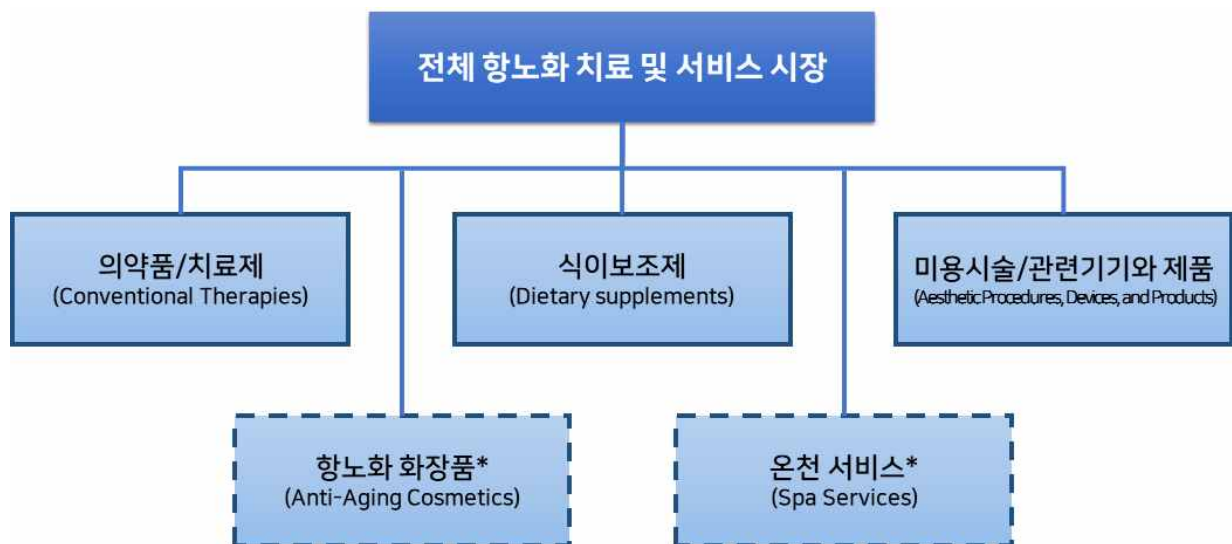 전체 항노화 치료 및 서비스 시장
의약품/치료제
(Conventional Therapies)
식이보조제
(Dietary supplements)
미용시술/관련기기와 제품
(Aesthetic Procedures, Devices, and Products)
항노화 화장품*
(Anti-Aging Cosmetics)
온천 서비스*
(Spa Services)